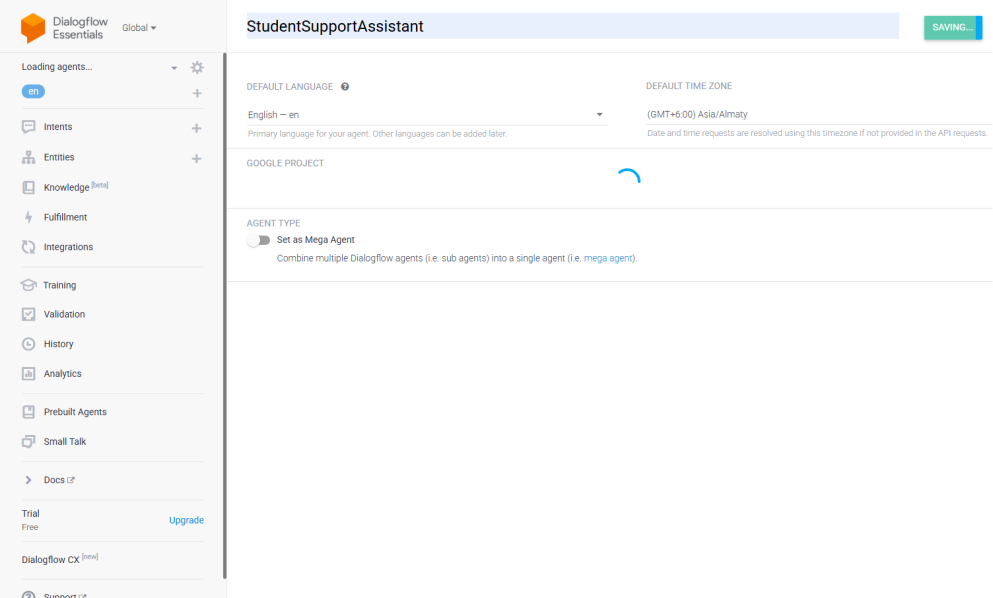 Dialogflow
Essentials
Global
StudentSupportAssistant
SAVING...
Loading agents...
en
DEFAULT LANGUAGE
DEFAULT TIME ZONE
English — en
(GMT+6:00) Asia/Almaty
Primary language for your agent. Other languages can be added later.
Date and time requests are resolved using this timezone if not provided in the API requests.
Intents
Entities
GOOGLE PROJECT
Knowledge [beta]
Fulfillment
AGENT TYPE
Integrations
Set as Mega Agent
Combine multiple Dialogflow agents (i.e. sub agents) into a single agent (i.e. mega agent).
Training
Validation
History
Analytics
Prebuilt Agents
Small Talk
Docs
Trial
Free
Upgrade
Dialogflow CX [new]
Support